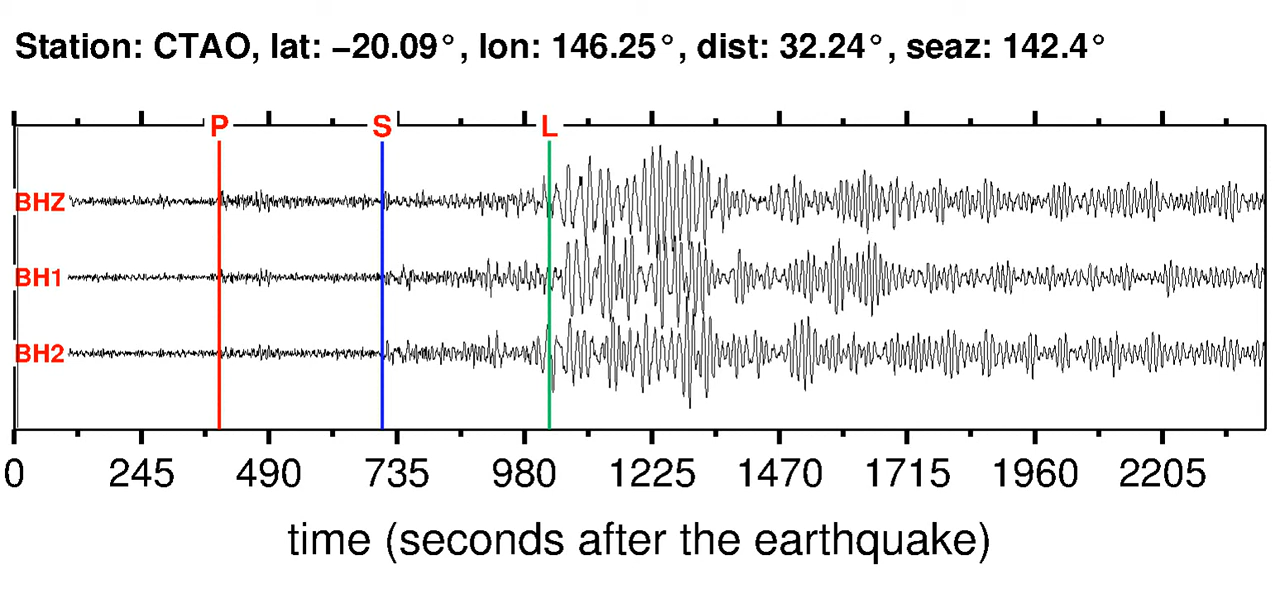 Station: CTAO, lat: −20.09°, lon: 146.25°, dist: 32.24°, seaz: 142.4°
P S L
BHZ
BH1
BH2
0 245 490 735 980 1225 1470 1715 1960 2205
time (seconds after the earthquake)